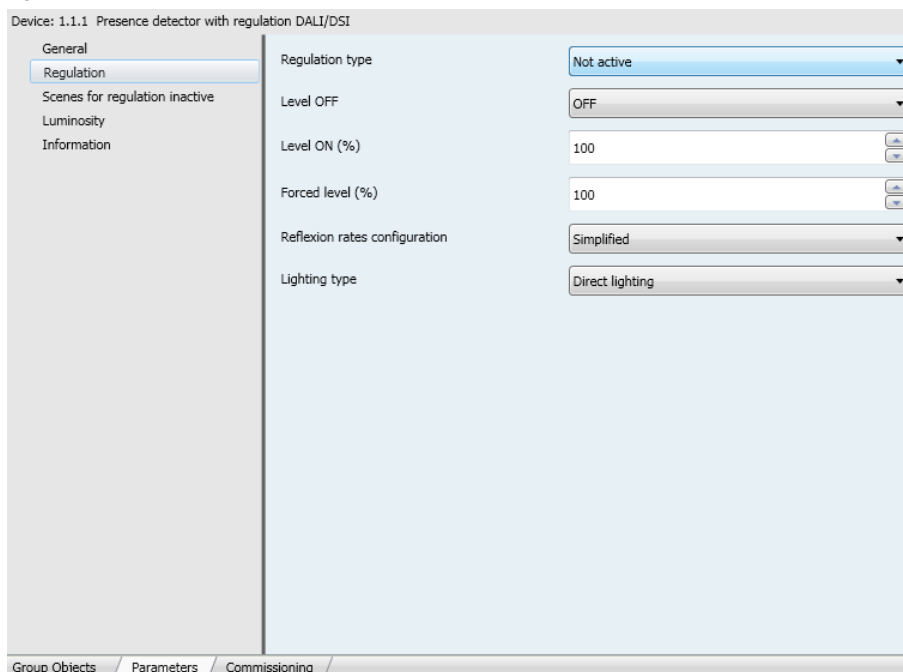 Device: 1.1.1 Presence detector with regulation DALI/DSI
General
Regulation
Scenes for regulation inactive
Luminosity
Information
Regulation type
Not active
Level OFF
OFF
Level ON (%)
100
Forced level (%)
100
Reflexion rates configuration
Simplified
Lighting type
Direct lighting
Group Objects / Parameters / Commissioning /